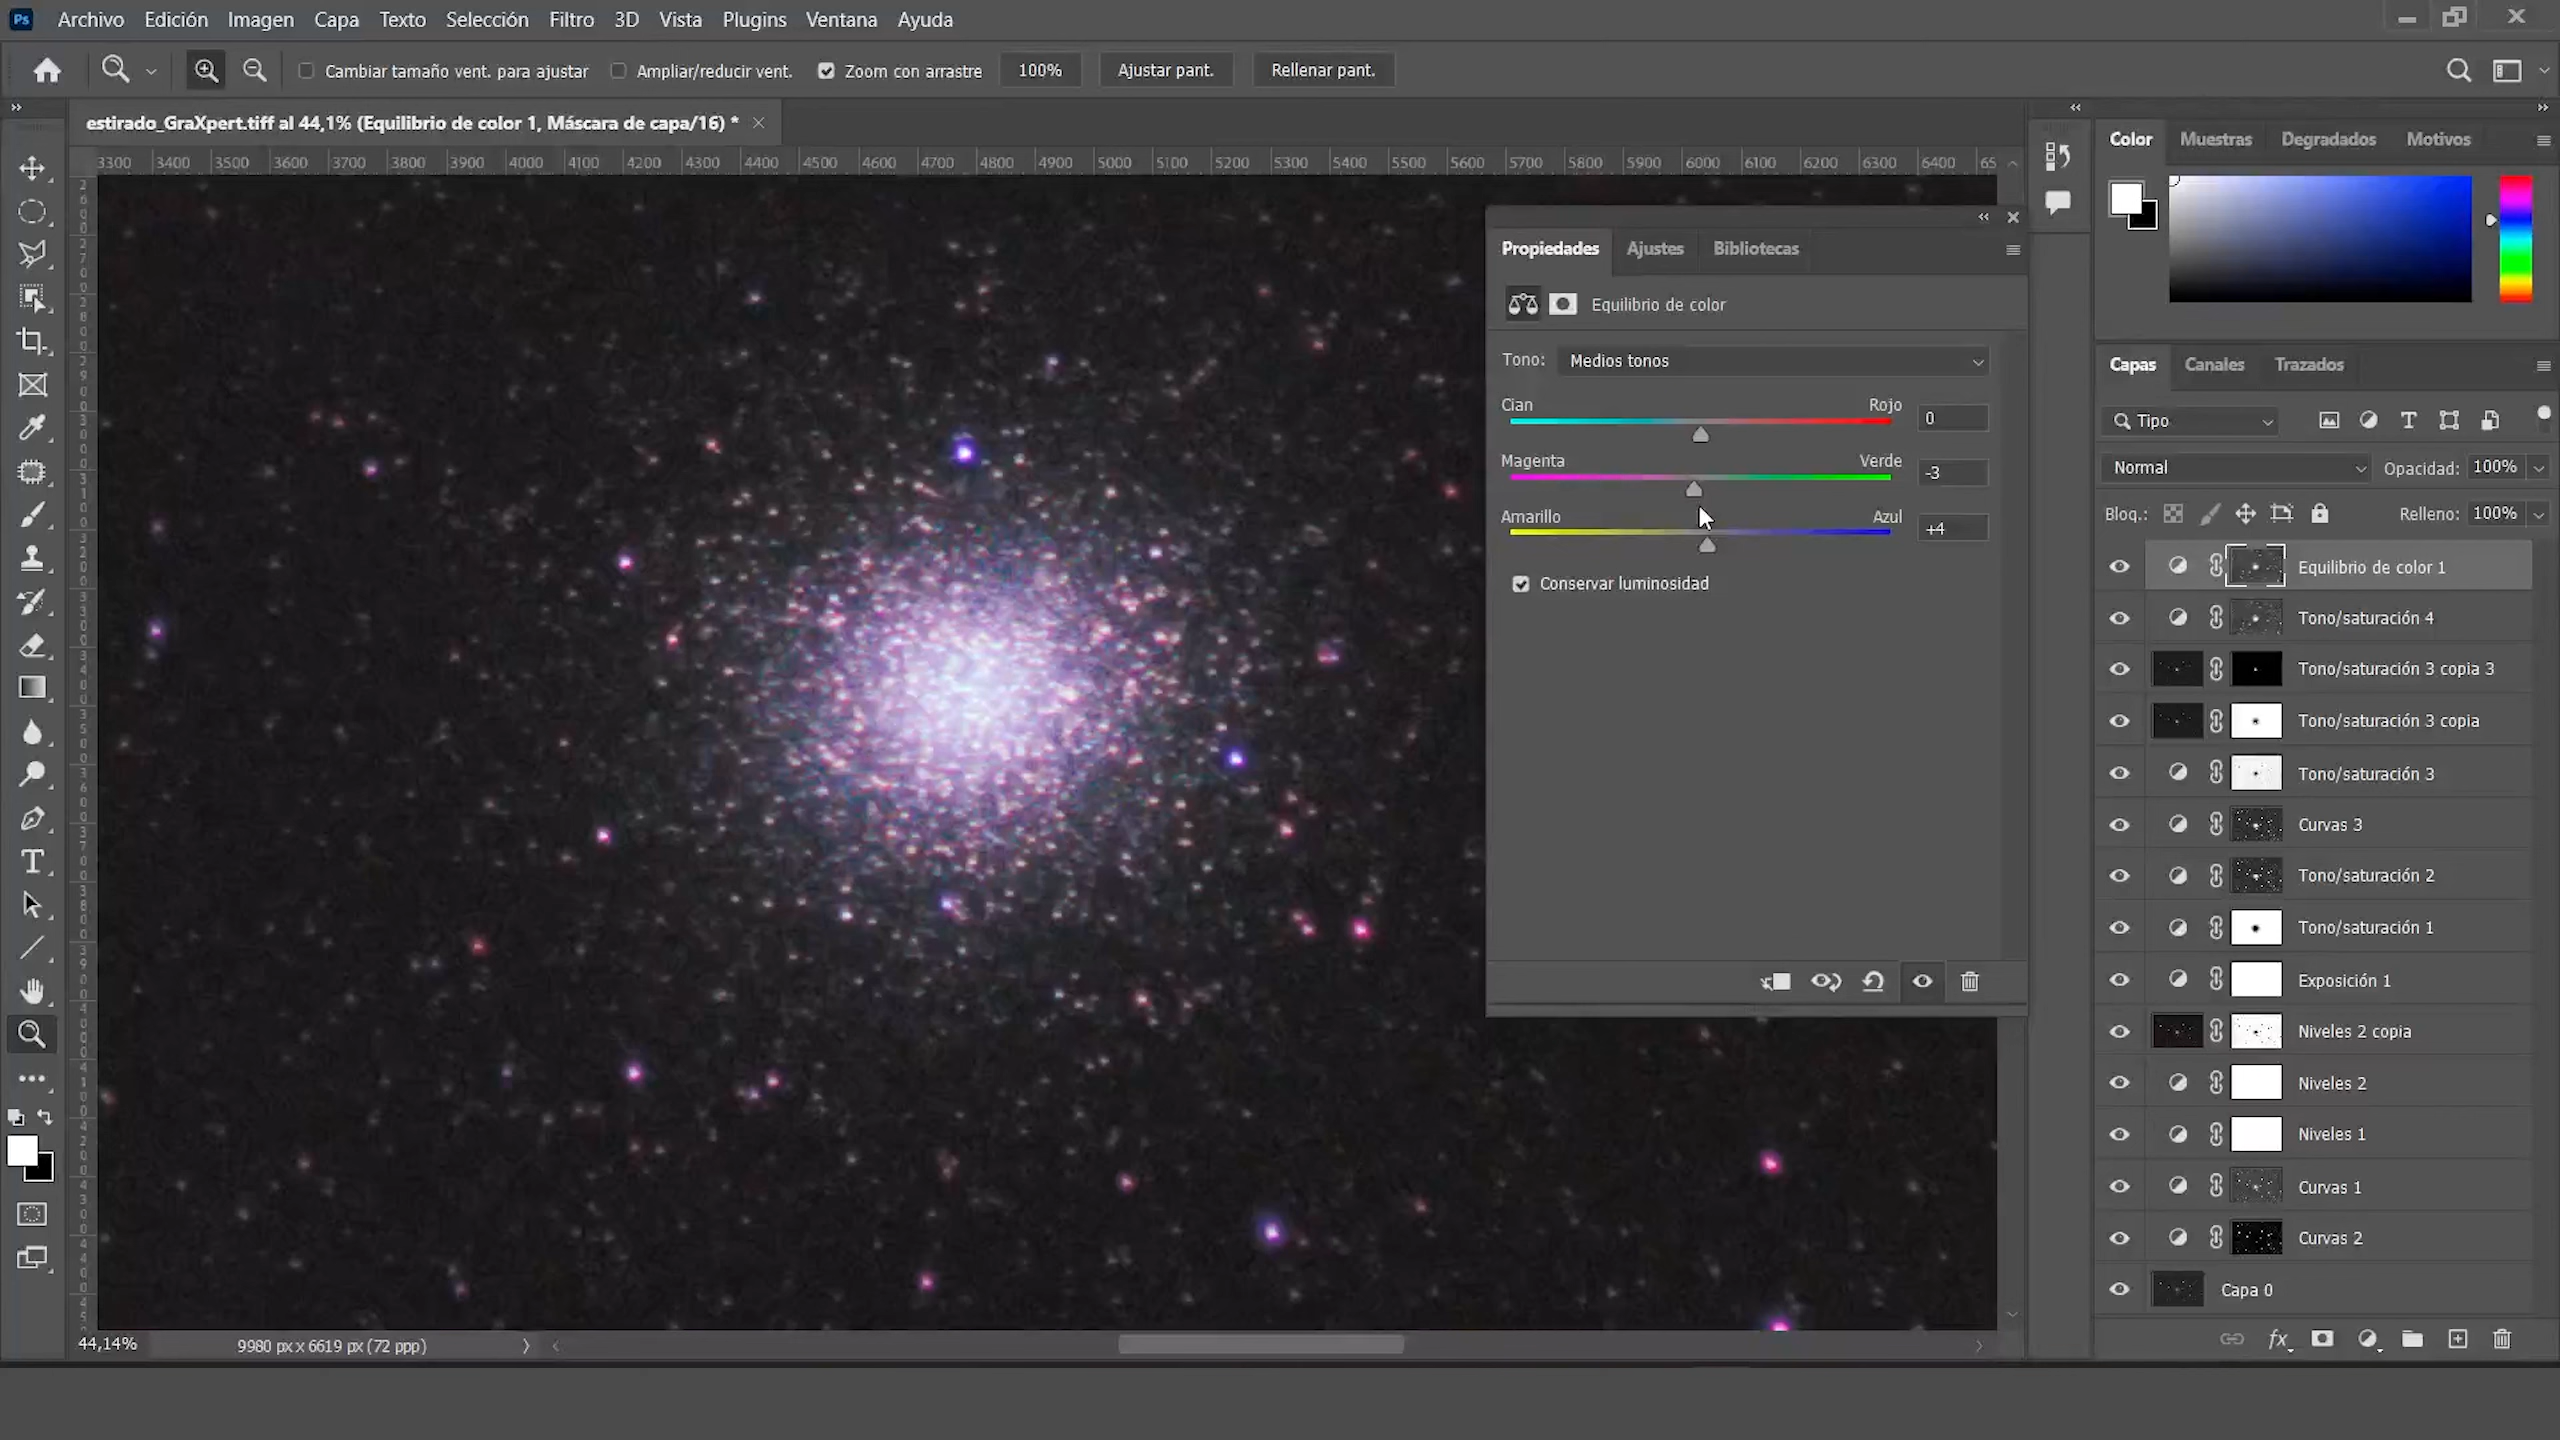 Ps Archivo Edición Imagen Capa Texto Selección Filtro 3D Vista Plugins Ventana Ayuda
Cambiar tamaño vent. para ajustar Ampliar/reducir vent. Zoom con arrastre 100% Ajustar pant. Rellenar pant.
estirado_GraXpert.tiff al 44,1% (Equilibrio de color 1, Máscara de capa/16) *
3300 3400 3500 3600 3700 3800 3900 4000 4100 4200 4300 4400 4500 4600 4700 4800 4900 5000 5100 5200 5300 5400 5500 5600 5700 5800 5900 6000 6100 6200 6300 6400 65
Propiedades Ajustes Bibliotecas
Equilibrio de color
Tono: Medios tonos
Cian Rojo 0
Magenta Verde -3
Amarillo Azul +4
Conservar luminosidad
Color Muestras Degradados Motivos
Capas Canales Trazados
Tipo
Normal Opacidad: 100%
Bloq.: Relleno: 100%
Equilibrio de color 1
Tono/saturación 4
Tono/saturación 3 copia 3
Tono/saturación 3 copia
Tono/saturación 3
Curvas 3
Tono/saturación 2
Tono/saturación 1
Exposición 1
Niveles 2 copia
Niveles 2
Niveles 1
Curvas 1
Curvas 2
Capa 0
fx
44,14% 9980 px x 6619 px (72 ppp)